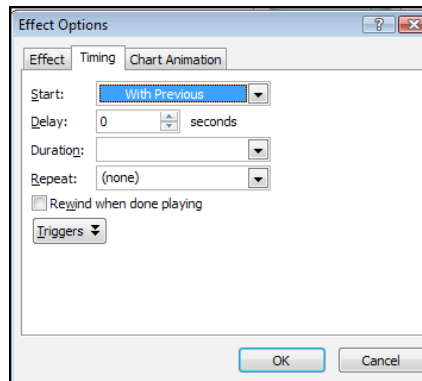 Effect Options
Effect Timing Chart Animation
Start: With Previous
Delay: 0 seconds
Duration:
Repeat: (none)
Rewind when done playing
Triggers
OK Cancel